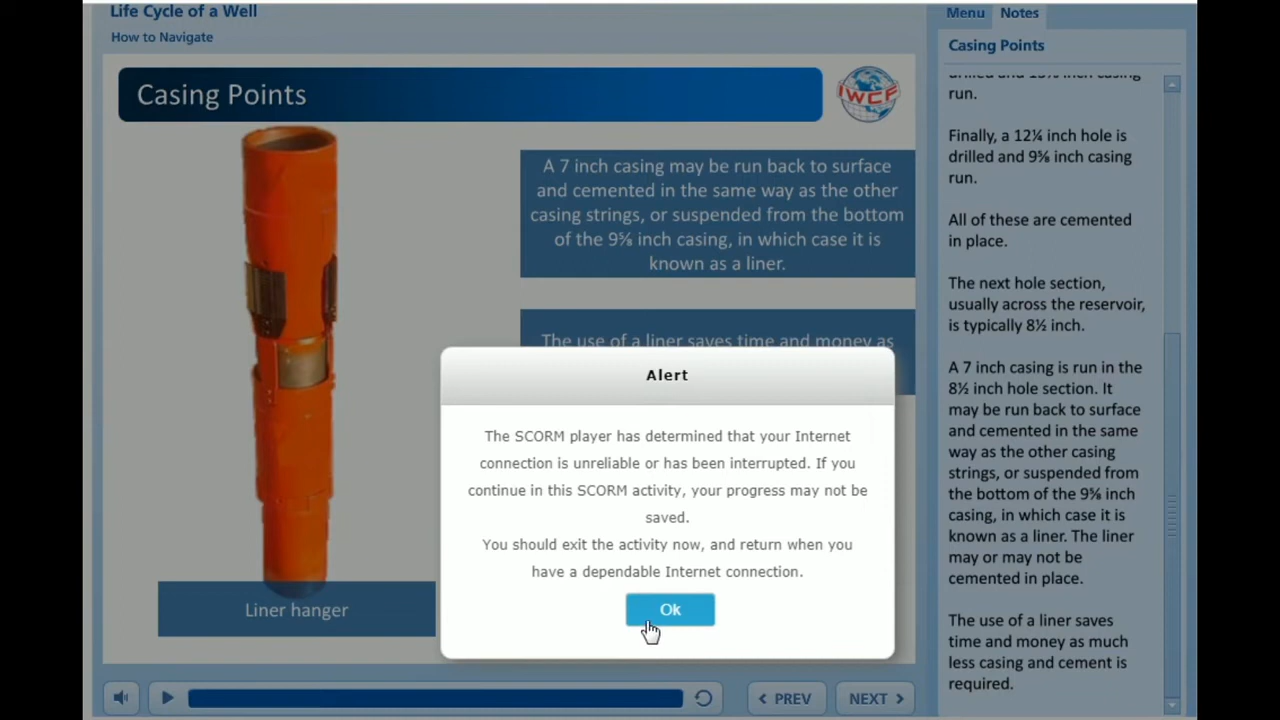 Life Cycle of a Well
How to Navigate
Menu
Notes
Casing Points
IWCF
A 7 inch casing may be run back to surface
and cemented in the same way as the other
casing strings, or suspended from the bottom
of the 9⅝ inch casing, in which case it is
known as a liner.
The use of a liner saves time and money as
Liner hanger
Alert
The SCORM player has determined that your Internet
connection is unreliable or has been interrupted. If you
continue in this SCORM activity, your progress may not be
saved.
You should exit the activity now, and return when you
have a dependable Internet connection.
Ok
PREV
NEXT
Casing Points
run.
Finally, a 12¼ inch hole is
drilled and 9⅝ inch casing
run.
All of these are cemented
in place.
The next hole section,
usually across the reservoir,
is typically 8½ inch.
A 7 inch casing is run in the
8½ inch hole section. It
may be run back to surface
and cemented in the same
way as the other casing
strings, or suspended from
the bottom of the 9⅝ inch
casing, in which case it is
known as a liner. The liner
may or may not be
cemented in place.
The use of a liner saves
time and money as much
less casing and cement is
required.